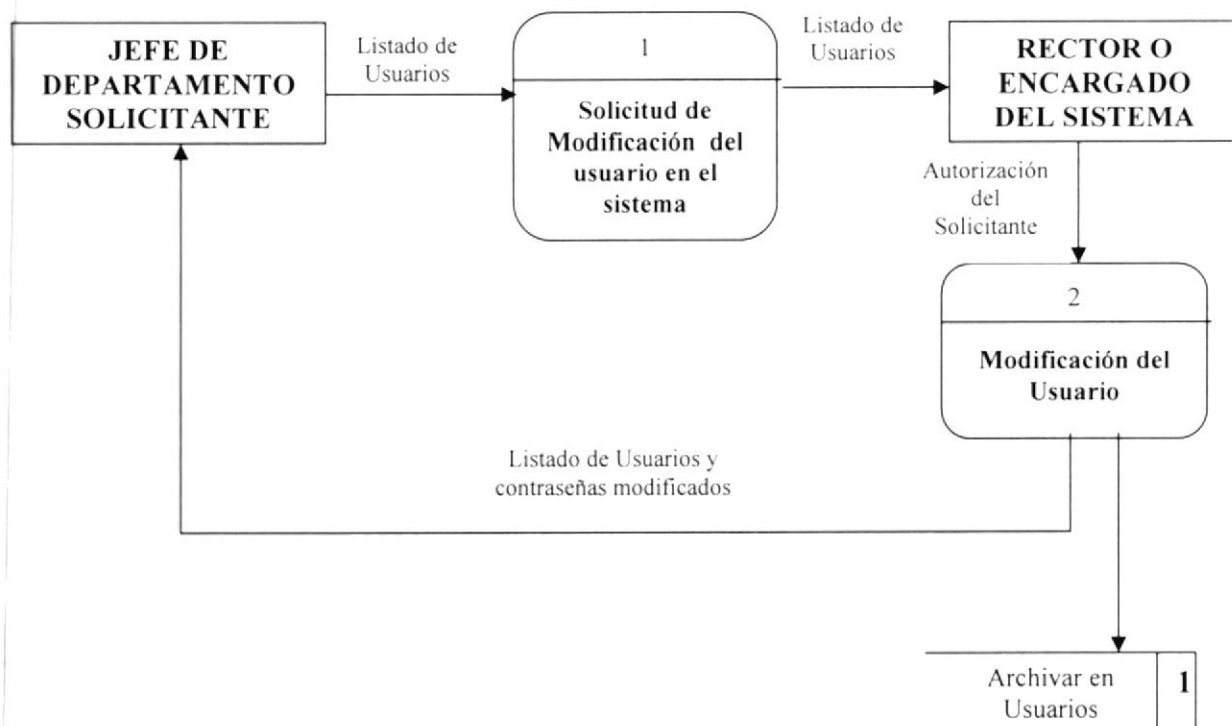 JEFE DE
DEPARTAMENTO
SOLICITANTE
Listado de
Usuarios
1
Solicitud de
Modificación del
usuario en el
sistema
Listado de
Usuarios
RECTOR O
ENCARGADO
DEL SISTEMA
Autorización
del
Solicitante
2
Modificación del
Usuario
Listado de Usuarios y
contraseñas modificados
Archivar en
Usuarios
1